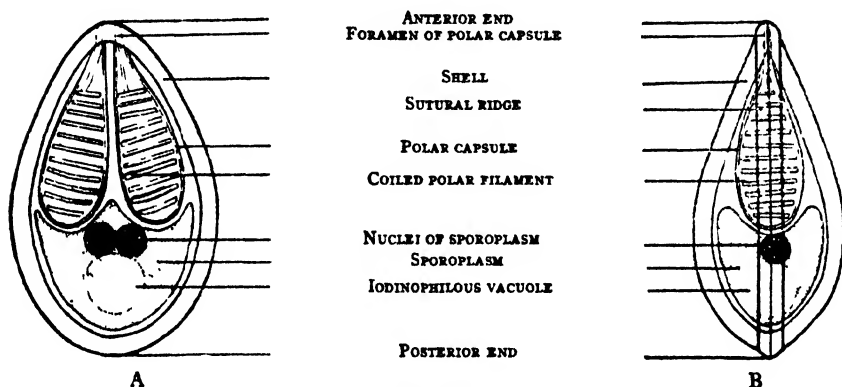 ANTERIOR END
FORAMEN OF POLAR CAPSULE
SHELL
SUTURAL RIDGE
POLAR CAPSULE
COILED POLAR FILAMENT
NUCLEI OF SPOROPLASM
SPOROPLASM
IODINOPHILOUS VACUOLE
POSTERIOR END
A B